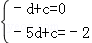 - d+c=0
- 5d+c=- 2